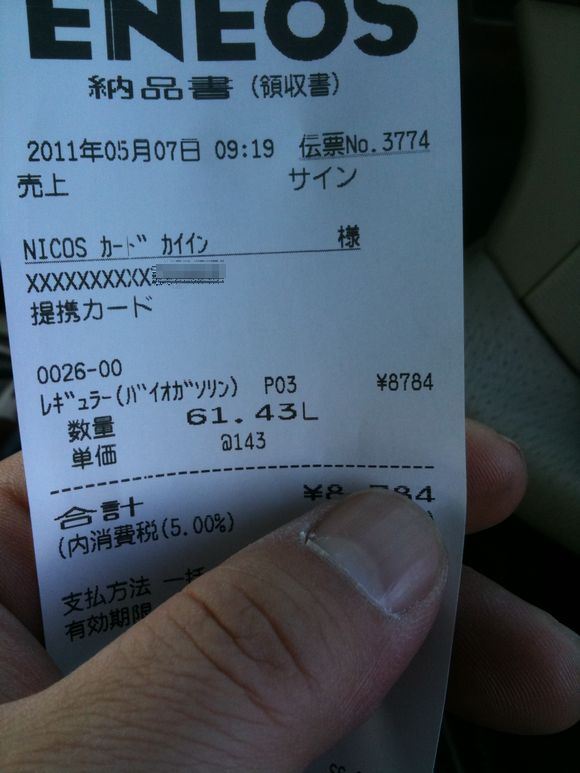 ENEOS
納品書(領収書)
2011年05月07日 09:19 伝票No.3774
売上 サイン
NICOS ｶｰﾄﾞ ｶｲｲﾝ 様
XXXXXXXXXX
提携カード
0026-00
ﾚｷﾞｭﾗｰ(ﾊﾞｲｵｶﾞｿﾘﾝ) P03 ¥8784
数量 61.43L
単価 @143
合計 ¥8,784
(内消費税(5.00%)
支払方法 一括
有効期限